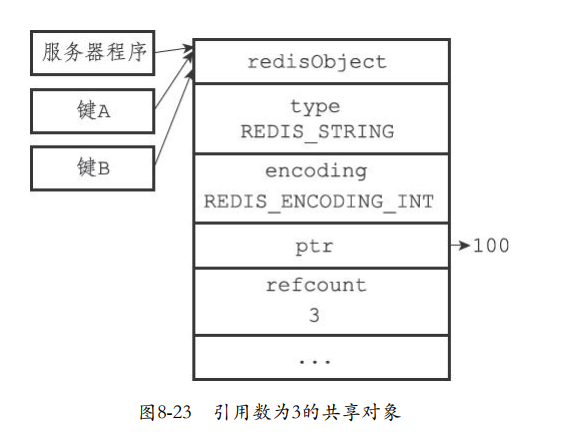 服务器程序
键A
键B
redisObject
type
REDIS_STRING
encoding
REDIS_ENCODING_INT
ptr
100
refcount
3
...
图8-23 引用数为3的共享对象